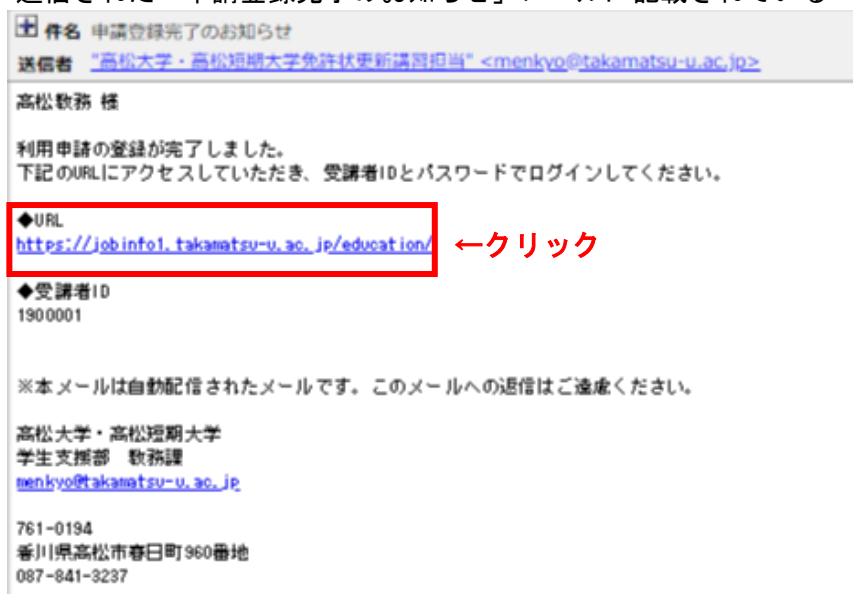 送信された「申請登録完了のお知らせ」メールに記載されている
件名 申請登録完了のお知らせ
送信者 "高松大学・高松短期大学免許状更新講習担当" <menkyo@takamatsu-u.ac.jp>
高松教務 様
利用申請の登録が完了しました。
下記のURLにアクセスしていただき、受講者IDとパスワードでログインしてください。
◆URL
https://jobinfo1.takamatsu-u.ac.jp/education/ ←クリック
◆受講者ID
1900001
※本メールは自動配信されたメールです。このメールへの返信はご遠慮ください。
高松大学・高松短期大学
学生支援部 教務課
menkyo@takamatsu-u.ac.jp
761-0194
香川県高松市春日町960番地
087-841-3237